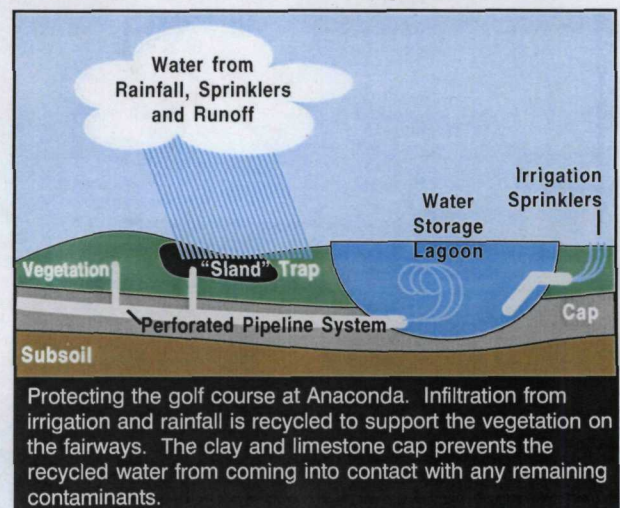 Water from
Rainfall, Sprinklers
and Runoff
Irrigation
Sprinklers
Water
Storage
Lagoon
Vegetation
"Sland" Trap
Cap
Perforated Pipeline System
Subsoil
Protecting the golf course at Anaconda. Infiltration from
irrigation and rainfall is recycled to support the vegetation on
the fairways. The clay and limestone cap prevents the
recycled water from coming into contact with any remaining
contaminants.